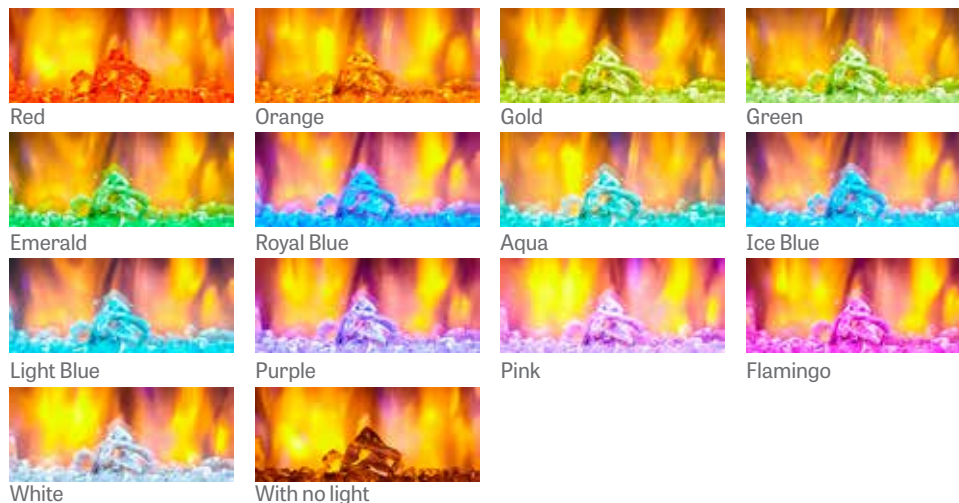 Red
Orange
Gold
Green
Emerald
Royal Blue
Aqua
Ice Blue
Light Blue
Purple
Pink
Flamingo
White
With no light